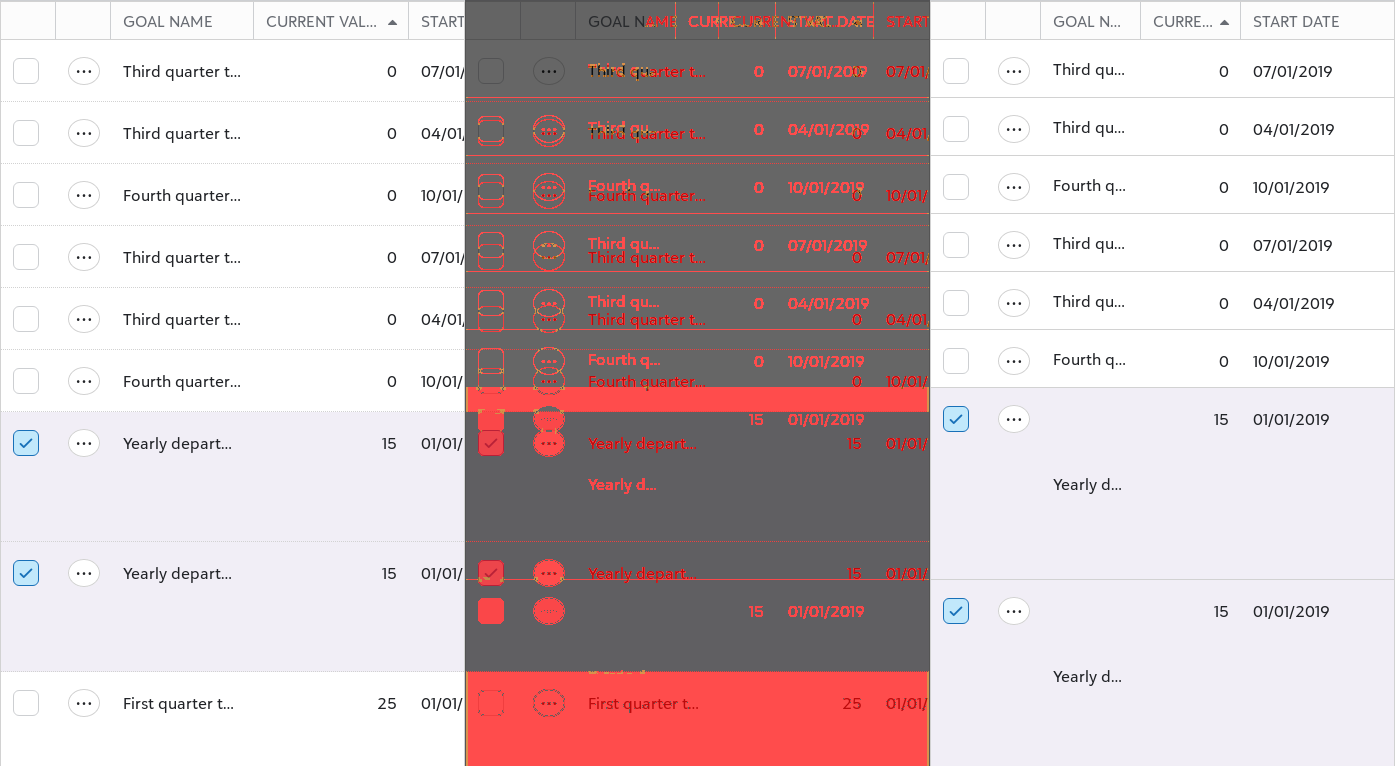 GOAL NAME CURRENT VAL... START
Third quarter t... 0 07/01/
Third quarter t... 0 04/01/
Fourth quarter... 0 10/01/
Third quarter t... 0 07/01/
Third quarter t... 0 04/01/
Fourth quarter... 0 10/01/
Yearly depart... 15 01/01/
Yearly depart... 15 01/01/
First quarter t... 25 01/01/
GOAL N CURRE... START DATE START
Third qu... quarter t... 0 07/01/2019 07/01/
Third qu... 0 04/01/2019
Third quarter t... 0 04/01/
Fourth q... 0 10/01/2019
Fourth quarter... 0 10/01/
Third qu... 0 07/01/2019
Third quarter t... 0 07/01/
Third qu... 0 04/01/2019
Third quarter t... 0 04/01/
Fourth q... 0 10/01/2019
Fourth quarter... 0 10/01/
15 01/01/2019
Yearly depart... 15 01/01/
Yearly d...
Yearly depart... 15 01/01/
15 01/01/2019
First quarter t... 25 01/01/
GOAL N... CURRE... START DATE
Third qu... 0 07/01/2019
Third qu... 0 04/01/2019
Fourth q... 0 10/01/2019
Third qu... 0 07/01/2019
Third qu... 0 04/01/2019
Fourth q... 0 10/01/2019
15 01/01/2019
Yearly d...
15 01/01/2019
Yearly d...